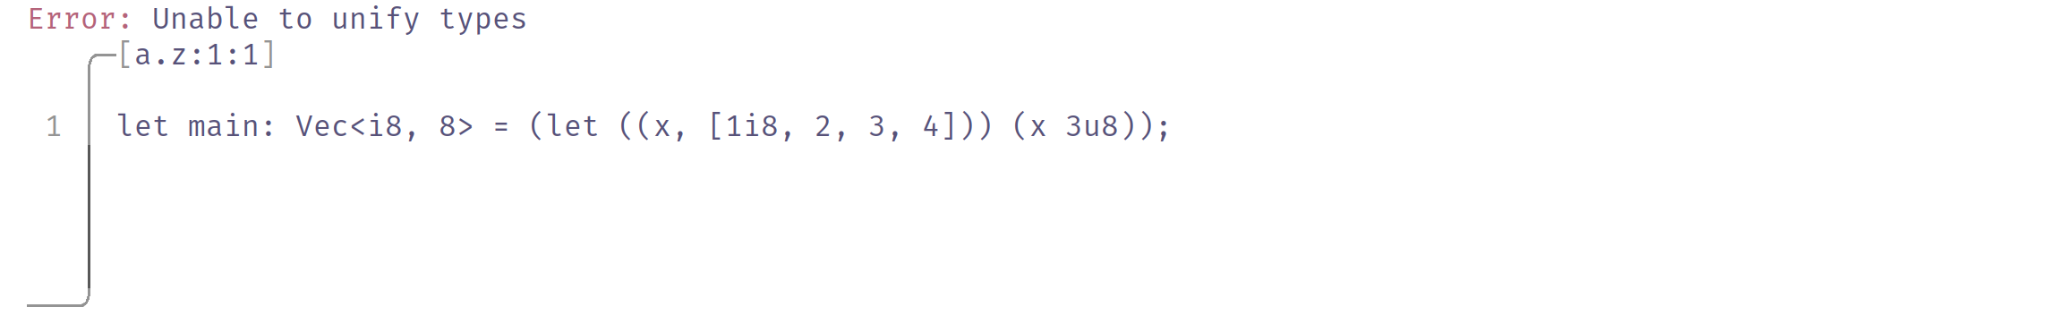 Error: Unable to unify types
[a.z:1:1]
1 let main: Vec<i8, 8> = (let ((x, [1i8, 2, 3, 4])) (x 3u8));